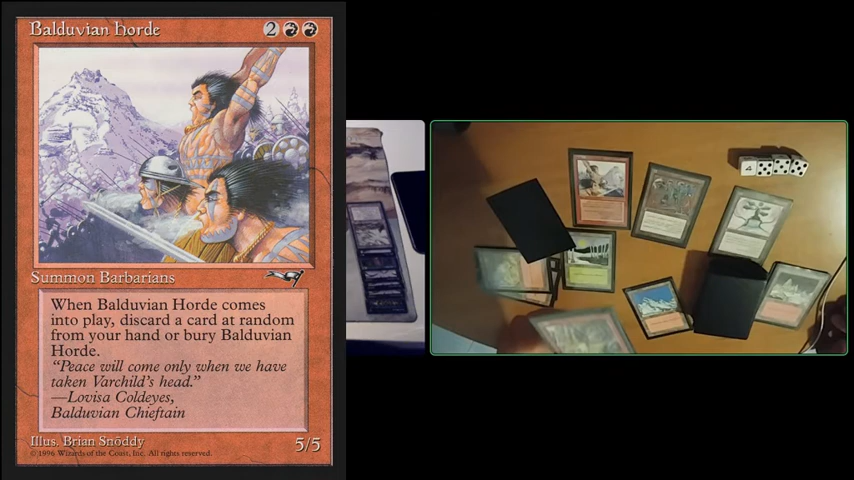 Balduvian Horde
2
Summon Barbarians
When Balduvian Horde comes
into play, discard a card at random
from your hand or bury Balduvian
Horde.
“Peace will come only when we have
taken Varchild’s head.”
—Lovisa Coldeyes,
Balduvian Chieftain
Illus. Brian Snöddy
5/5
© 1996 Wizards of the Coast, Inc. All rights reserved.
4